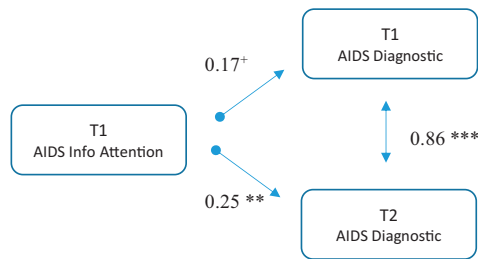 T1
AIDS Diagnostic
0.17+
T1
AIDS Info Attention
0.86 ***
0.25 **
T2
AIDS Diagnostic